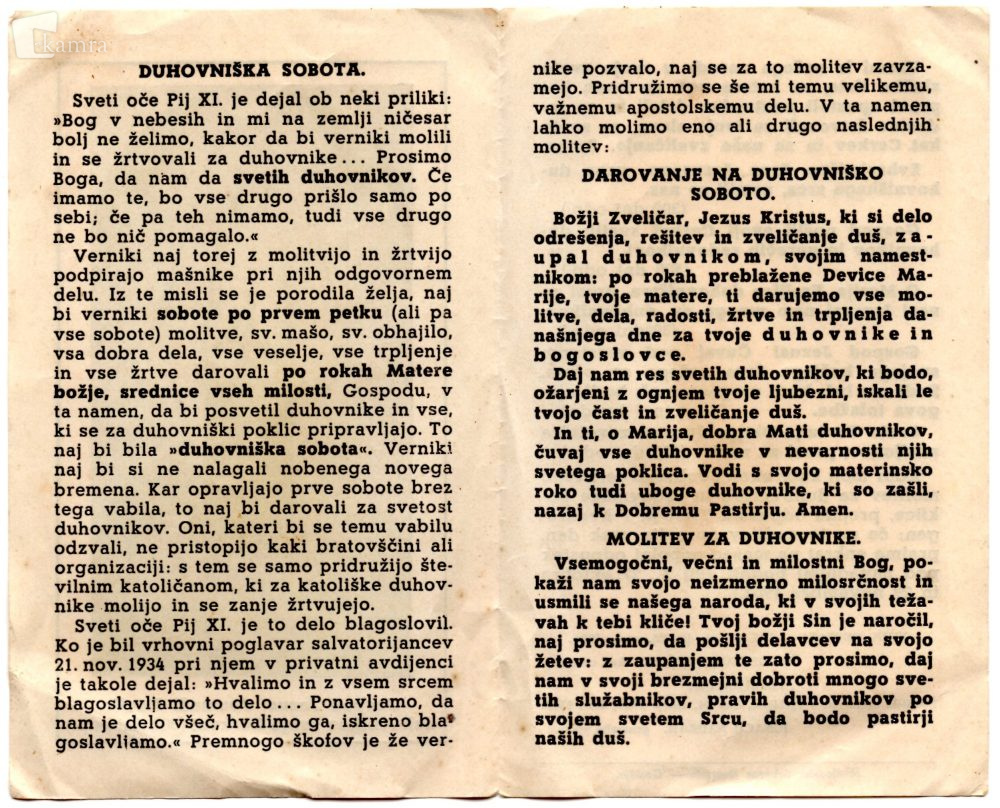 kamra
DUHOVNIŠKA SOBOTA.
Sveti oče Pij XI. je dejal ob neki priliki:
»Bog v nebesih in mi na zemlji ničesar
bolj ne želimo, kakor da bi verniki molili
in se žrtvovali za duhovnike... Prosimo
Boga, da nam da svetih duhovnikov. Če
imamo te, bo vse drugo prišlo samo po
sebi; če pa teh nimamo, tudi vse drugo
ne bo nič pomagalo.«
Verniki naj torej z molitvijo in žrtvijo
podpirajo mašnike pri njih odgovornem
delu. Iz te misli se je porodila želja, naj
bi verniki sobote po prvem petku (ali pa
vse sobote) molitve, sv. mašo, sv. obhajilo,
vsa dobra dela, vse veselje, vse trpljenje
in vse žrtve darovali po rokah Matere
božje, srednice vseh milosti, Gospodu, v
ta namen, da bi posvetil duhovnike in vse,
ki se za duhovniški poklic pripravljajo. To
naj bi bila »duhovniška sobota«. Verniki
naj bi si ne nalagali nobenega novega
bremena. Kar opravljajo prve sobote brez
tega vabila, to naj bi darovali za svetost
duhovnikov. Oni, kateri bi se temu vabilu
odzvali, ne pristopijo kaki bratovščini ali
organizaciji: s tem se samo pridružijo šte-
vilnim katoličanom, ki za katoliške duhov-
nike molijo in se zanje žrtvujejo.
Sveti oče Pij XI. je to delo blagoslovil.
Ko je bil vrhovni poglavar salvatorijancev
21. nov. 1934 pri njem v privatni avdijenci
je takole dejal: »Hvalimo in z vsem srcem
blagoslavljamo to delo... Ponavljamo, da
nam je delo všeč, hvalimo ga, iskreno bla-
goslavljamo.« Premnogo škofov je že ver-
nike pozvalo, naj se za to molitev zavza-
mejo. Pridružimo se še mi temu velikemu,
važnemu apostolskemu delu. V ta namen
lahko molimo eno ali drugo naslednjih
molitev:
DAROVANJE NA DUHOVNIŠKO
SOBOTO.
Božji Zveličar, Jezus Kristus, ki si delo
odrešenja, rešitev in zveličanje duš, za-
upal duhovnikom, svojim namest-
nikom: po rokah preblažene Device Ma-
rije, tvoje matere, ti darujemo vse mo-
litve, dela, radosti, žrtve in trpljenja da-
našnjega dne za tvoje duhovnike in
bogoslovce.
Daj nam res svetih duhovnikov, ki bodo,
ožarjeni z ognjem tvoje ljubezni, iskali le
tvojo čast in zveličanje duš.
In ti, o Marija, dobra Mati duhovnikov,
čuvaj vse duhovnike v nevarnosti njih
svetega poklica. Vodi s svojo materinsko
roko tudi uboge duhovnike, ki so zašli,
nazaj k Dobremu Pastirju. Amen.
MOLITEV ZA DUHOVNIKE.
Vsemogočni, večni in milostni Bog, po-
kaži nam svojo neizmerno milosrčnost in
usmili se našega naroda, ki v svojih teža-
vah k tebi kliče! Tvoj božji Sin je naročil,
naj prosimo, da pošlji delavcev na svojo
žetev: z zaupanjem te zato prosimo, daj
nam v svoji brezmejni dobroti mnogo sve-
tih služabnikov, pravih duhovnikov po
svojem svetem Srcu, da bodo pastirji
naših duš.